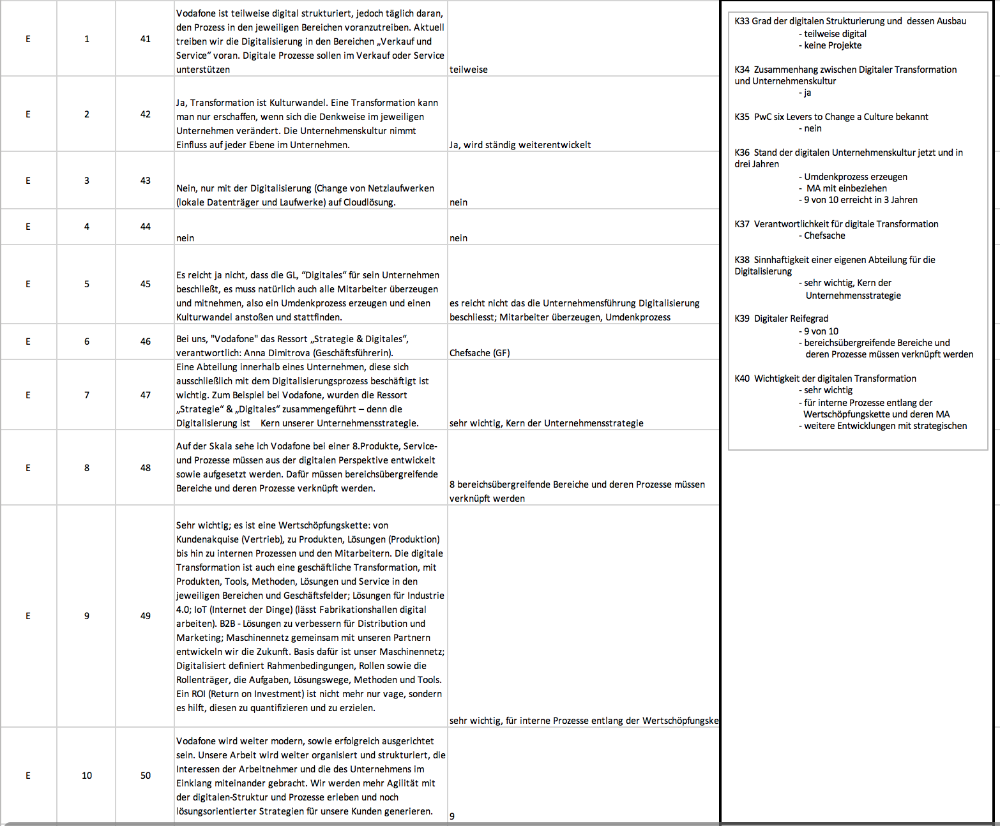 E
1
41
Vodafone ist teilweise digital strukturiert, jedoch täglich daran,
den Prozess in den jeweiligen Bereichen voranzutreiben. Aktuell
treiben wir die Digitalisierung in den Bereichen „Verkauf und
Service“ voran. Digitale Prozesse sollen im Verkauf oder Service
unterstützen
teilweise
E
2
42
Ja, Transformation ist Kulturwandel. Eine Transformation kann
man nur erschaffen, wenn sich die Denkweise im jeweiligen
Unternehmen verändert. Die Unternehmenskultur nimmt
Einfluss auf jeder Ebene im Unternehmen.
Ja, wird ständig weiterentwickelt
E
3
43
Nein, nur mit der Digitalisierung (Change von Netzlaufwerken
(lokale Datenträger und Laufwerke) auf Cloudlösung.
nein
E
4
44
nein
nein
E
5
45
Es reicht ja nicht, dass die GL, “Digitales“ für sein Unternehmen
beschließt, es muss natürlich auch alle Mitarbeiter überzeugen
und mitnehmen, also ein Umdenkprozess erzeugen und einen
Kulturwandel anstoßen und stattfinden.
es reicht nicht das die Unternehmensführung Digitalisierung
beschliesst; Mitarbeiter überzeugen, Umdenkprozess
E
6
46
Bei uns, "Vodafone" das Ressort „Strategie & Digitales“,
verantwortlich: Anna Dimitrova (Geschäftsführerin).
Chefsache (GF)
E
7
47
Eine Abteilung innerhalb eines Unternehmen, diese sich
ausschließlich mit dem Digitalisierungsprozess beschäftigt ist
wichtig. Zum Beispiel bei Vodafone, wurden die Ressort
„Strategie“ & „Digitales“ zusammengeführt – denn die
Digitalisierung ist Kern unserer Unternehmensstrategie.
sehr wichtig, Kern der Unternehmensstrategie
E
8
48
Auf der Skala sehe ich Vodafone bei einer 8.Produkte, Service-
und Prozesse müssen aus der digitalen Perspektive entwickelt
sowie aufgesetzt werden. Dafür müssen bereichsübergreifende
Bereiche und deren Prozesse verknüpft werden.
8 bereichsübergreifende Bereiche und deren Prozesse müssen
verknüpft werden
E
9
49
Sehr wichtig; es ist eine Wertschöpfungskette: von
Kundenakquise (Vertrieb), zu Produkten, Lösungen (Produktion)
bis hin zu internen Prozessen und den Mitarbeitern. Die digitale
Transformation ist auch eine geschäftliche Transformation, mit
Produkten, Tools, Methoden, Lösungen und Service in den
jeweiligen Bereichen und Geschäftsfelder; Lösungen für Industrie
4.0; IoT (Internet der Dinge) (lässt Fabrikationshallen digital
arbeiten). B2B - Lösungen zu verbessern für Distribution und
Marketing; Maschinennetz gemeinsam mit unseren Partnern
entwickeln wir die Zukunft. Basis dafür ist unser Maschinennetz;
Digitalisiert definiert Rahmenbedingungen, Rollen sowie die
Rollenträger, die Aufgaben, Lösungswege, Methoden und Tools.
Ein ROI (Return on Investment) ist nicht mehr nur vage, sondern
es hilft, diesen zu quantifizieren und zu erzielen.
sehr wichtig, für interne Prozesse entlang der Wertschöpfungske
E
10
50
Vodafone wird weiter modern, sowie erfolgreich ausgerichtet
sein. Unsere Arbeit wird weiter organisiert und strukturiert, die
Interessen der Arbeitnehmer und die des Unternehmens im
Einklang miteinander gebracht. Wir werden mehr Agilität mit
der digitalen-Struktur und Prozesse erleben und noch
lösungsorientierter Strategien für unsere Kunden generieren.
9
K33 Grad der digitalen Strukturierung und dessen Ausbau
- teilweise digital
- keine Projekte
K34 Zusammenhang zwischen Digitaler Transformation
und Unternehmenskultur
- ja
K35 PwC six Levers to Change a Culture bekannt
- nein
K36 Stand der digitalen Unternehmenskultur jetzt und in
drei Jahren
- Umdenkprozess erzeugen
- MA mit einbeziehen
- 9 von 10 erreicht in 3 Jahren
K37 Verantwortlichkeit für digitale Transformation
- Chefsache
K38 Sinnhaftigkeit einer eigenen Abteilung für die
Digitalisierung
- sehr wichtig, Kern der
Unternehmensstrategie
K39 Digitaler Reifegrad
- 9 von 10
- bereichsübergreifende Bereiche und
deren Prozesse müssen verknüpft werden
K40 Wichtigkeit der digitalen Transformation
- sehr wichtig
- für interne Prozesse entlang der
Wertschöpfungskette und deren MA
- weitere Entwicklungen mit strategischen